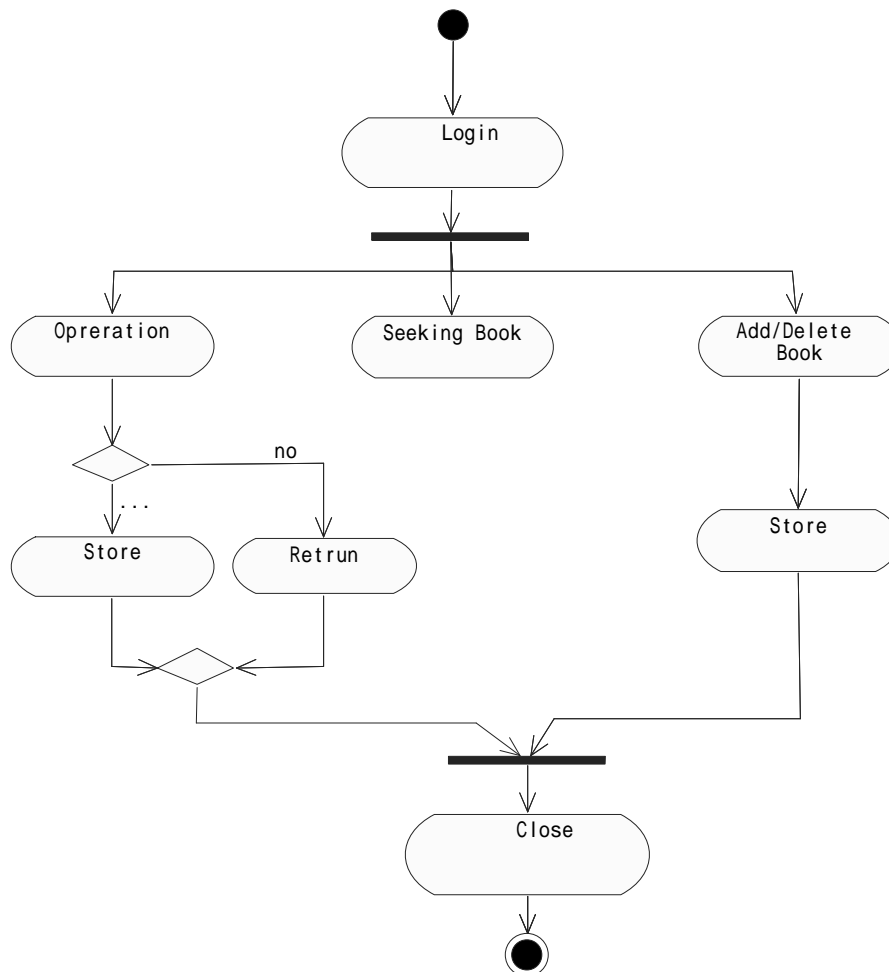 Login
Opreration
Seeking Book
Add/Delete
Book
no
...
Store
Retrun
Store
Close